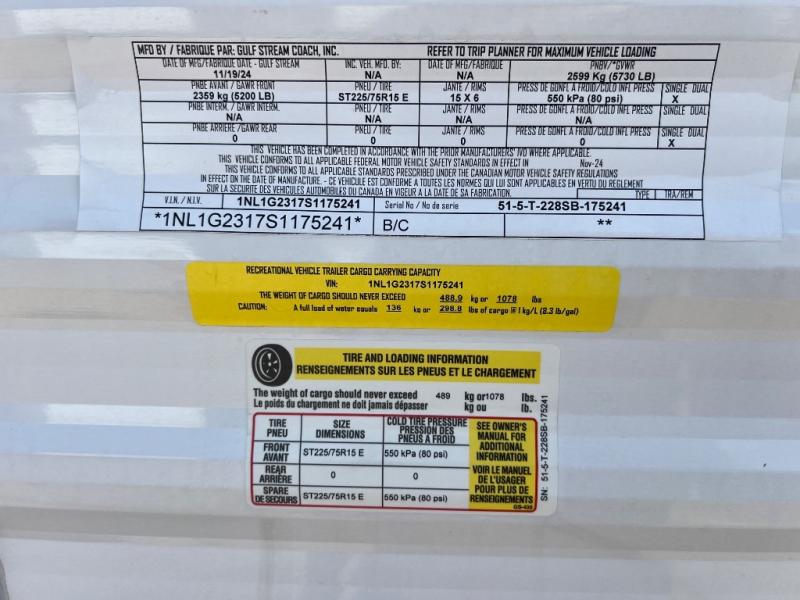 MFD BY / FABRIQUE PAR: GULF STREAM COACH, INC. REFER TO TRIP PLANNER FOR MAXIMUM VEHICLE LOADING
DATE OF MFG/FABRIQUE - GULF STREAM INC. VEH. MFG. BY: DATE OF MFG/FABRIQUE PNBV/*GVWR
11/19/24 N/A N/A 2599 Kg (5730 LB)
PNBE AVANT / GAWR FRONT PNEU / TIRE JANTE / RIMS PRESS DE GONFL A FROID/COLD INFL PRESS SINGLE DUAL
2359 kg (5200 LB) ST225/75R15 E 15 X 6 550 kPa (80 psi) X
PNBE INTERM. / GAWR INTERM. PNEU / TIRE JANTE / RIMS PRESS DE GONFL A FROID/COLD INFL PRESS
N/A N/A N/A N/A
PNBE ARRIERE / GAWR REAR PNEU / TIRE JANTE / RIMS PRESS DE GONFL A FROID/COLD INFL PRESS SINGLE DUAL
0 0 0 0 X
THIS VEHICLE HAS BEEN COMPLETED IN ACCORDANCE WITH THE PRIOR MANUFACTURERS' IVD WHERE APPLICABLE.
THIS VEHICLE CONFORMS TO ALL APPLICABLE FEDERAL MOTOR VEHICLE SAFETY STANDARDS IN EFFECT IN Nov-24
THIS VEHICLE CONFORMS TO ALL APPLICABLE STANDARDS PRESCRIBED UNDER THE CANADIAN MOTOR VEHICLE SAFETY REGULATIONS
IN EFFECT ON THE DATE OF MANUFACTURE. - CE VEHICULE EST CONFORME A TOUTES LES NORMES QUI LUI SONT APPLICABLES EN VERTU DU REGLEMENT
SUR LA SECURITE DES VEHICULES AUTOMOBILES DU CANADA EN VIGEUR A LA DATE DE SA FABRICATION.
TYPE TRA/REM
V.I.N. / N.I.V. 1NL1G2317S1175241 Serial No / No de serie 51-5-T-228SB-175241
*1NL1G2317S1175241* B/C **
RECREATIONAL VEHICLE TRAILER CARGO CARRYING CAPACITY
VIN: 1NL1G2317S1175241
THE WEIGHT OF CARGO SHOULD NEVER EXCEED 488.9 kg or 1078 lbs
CAUTION: A full load of water equals 136 kg or 298.8 lbs of cargo @ 1 kg/L (8.3 lb/gal)
TIRE AND LOADING INFORMATION
RENSEIGNEMENTS SUR LES PNEUS ET LE CHARGEMENT
The weight of cargo should never exceed 489 kg or 1078 lbs.
Le poids du chargement ne doit jamais dépasser kg ou lb.
TIRE SIZE COLD TIRE PRESSURE
PNEU DIMENSIONS PRESSION DES
PNEUS A FROID
FRONT
AVANT ST225/75R15 E 550 kPa (80 psi)
REAR
ARRIÈRE 0 0
SPARE
DE SECOURS ST225/75R15 E 550 kPa (80 psi)
SEE OWNER'S
MANUAL FOR
ADDITIONAL
INFORMATION
VOIR LE MANUEL
DE L'USAGER
POUR PLUS DE
RENSEIGNEMENTS
GS-433
SN: 51-5-T-228SB-175241